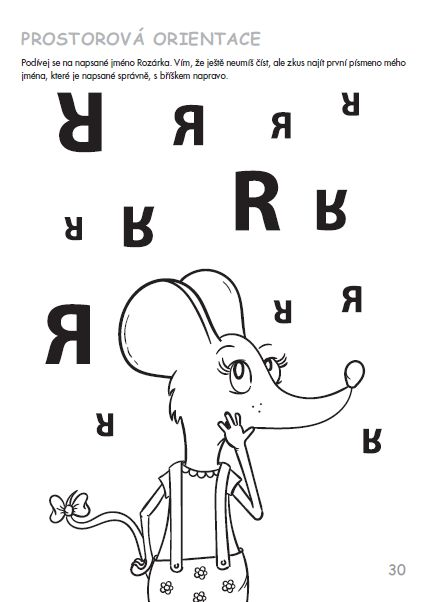 PROSTOROVÁ ORIENTACE
Podívej se na napsané jméno Rozárka. Vím, že ještě neumíš číst, ale zkus najít první písmeno mého
jména, které je napsané správně, s bříškem napravo.
R Я Я R
R R R R
Я R Я
Я R
30